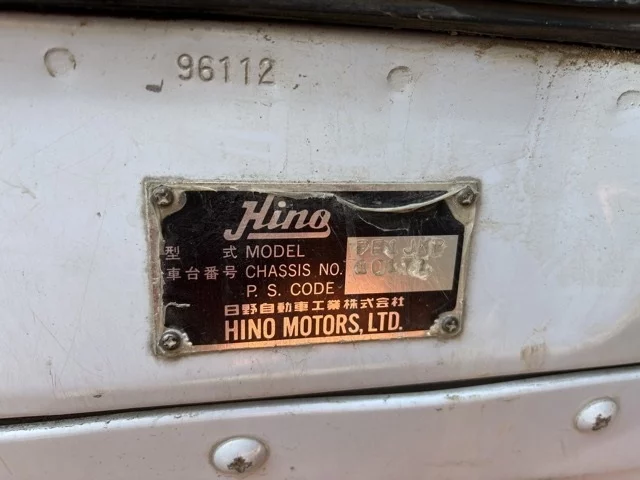 96112
Hino
型 式 MODEL
車台番号 CHASSIS NO.
P. S. CODE
日野自動車工業株式会社
HINO MOTORS, LTD.